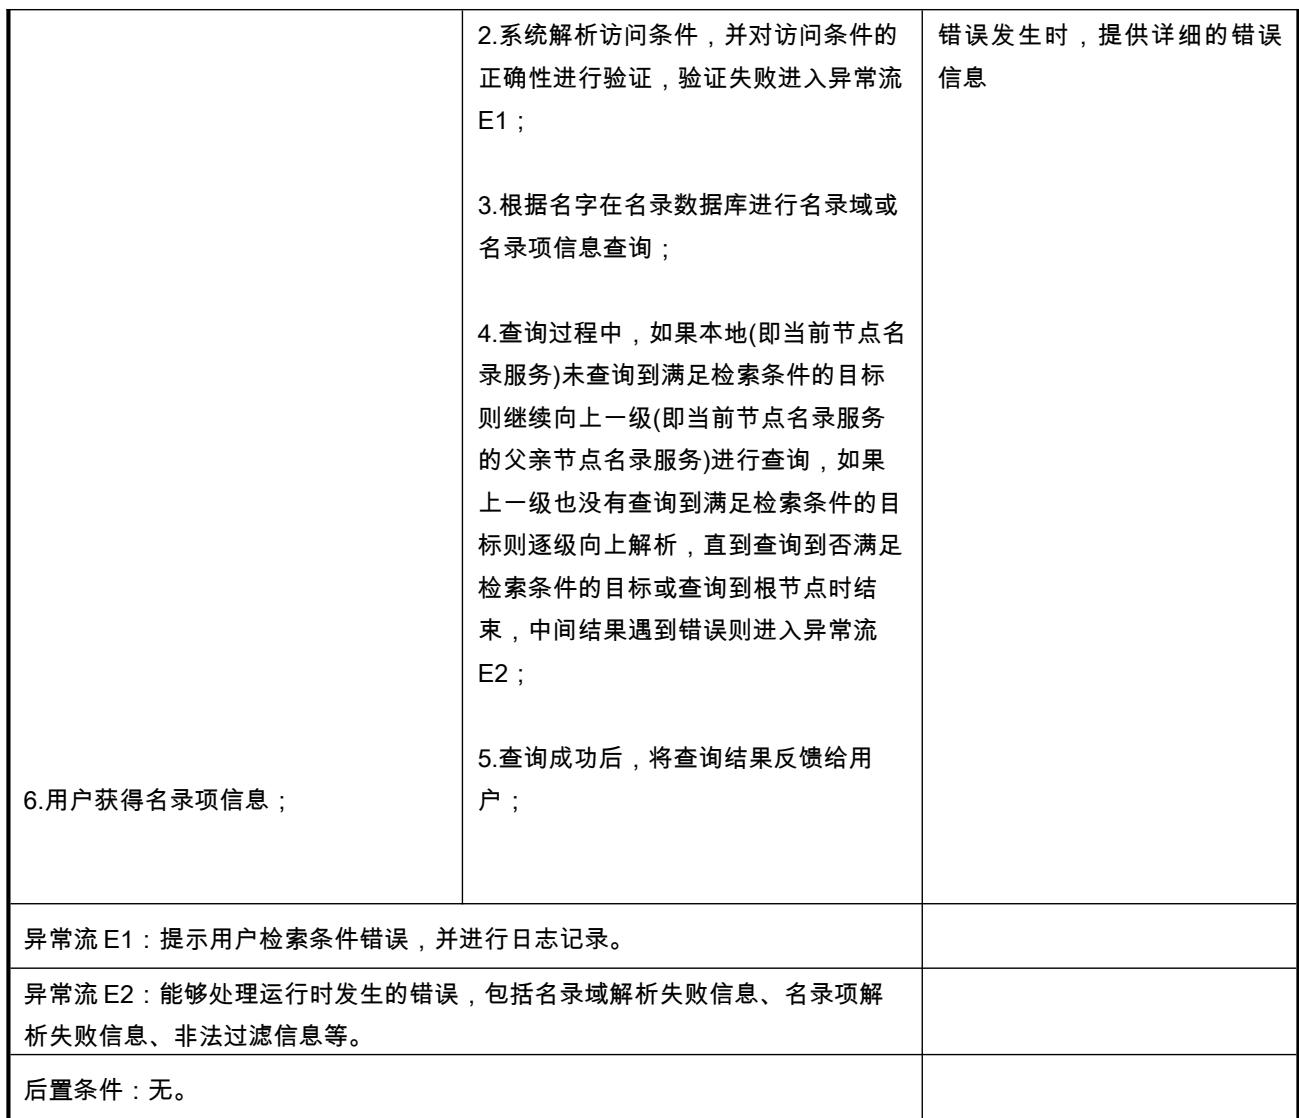 2.系统解析访问条件，并对访问条件的
正确性进行验证，验证失败进入异常流
E1；
3.根据名字在名录数据库进行名录域或
名录项信息查询；
4.查询过程中，如果本地(即当前节点名
录服务)未查询到满足检索条件的目标
则继续向上一级(即当前节点名录服务
的父亲节点名录服务)进行查询，如果
上一级也没有查询到满足检索条件的目
标则逐级向上解析，直到查询到否满足
检索条件的目标或查询到根节点时结
束，中间结果遇到错误则进入异常流
E2；
5.查询成功后，将查询结果反馈给用
户；
错误发生时，提供详细的错误
信息
6.用户获得名录项信息；
异常流 E1：提示用户检索条件错误，并进行日志记录。
异常流 E2：能够处理运行时发生的错误，包括名录域解析失败信息、名录项解
析失败信息、非法过滤信息等。
后置条件：无。